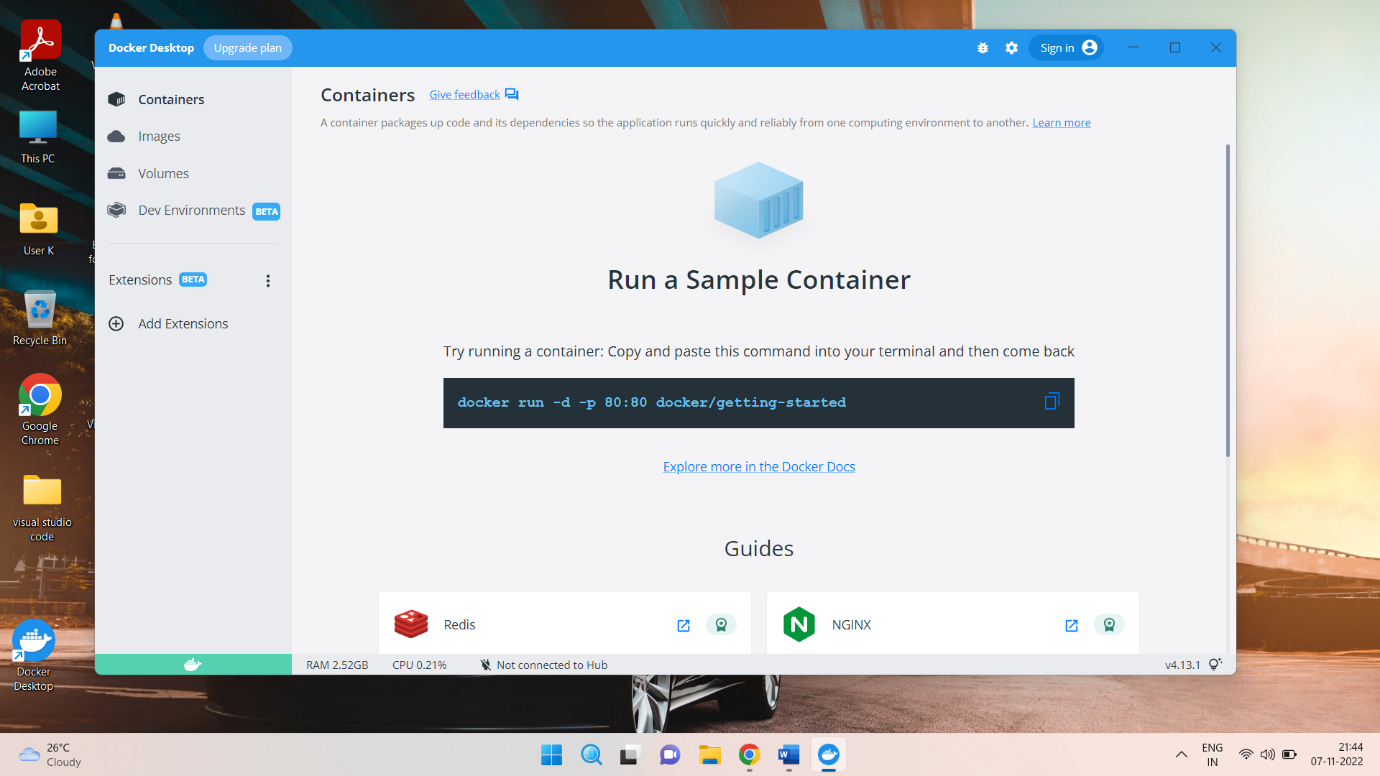 Adobe
Acrobat
This PC
User K
Recycle Bin
Google
Chrome
visual studio
code
Docker
Desktop
Docker Desktop
Upgrade plan
Sign in
Containers
Images
Volumes
Dev Environments BETA
Extensions BETA
Add Extensions
Containers Give feedback
A container packages up code and its dependencies so the application runs quickly and reliably from one computing environment to another. Learn more
Run a Sample Container
Try running a container: Copy and paste this command into your terminal and then come back
docker run -d -p 80:80 docker/getting-started
Explore more in the Docker Docs
Guides
Redis
NGINX
RAM 2.52GB CPU 0.21% Not connected to Hub v4.13.1
26°C
Cloudy
ENG
IN
21:44
07-11-2022